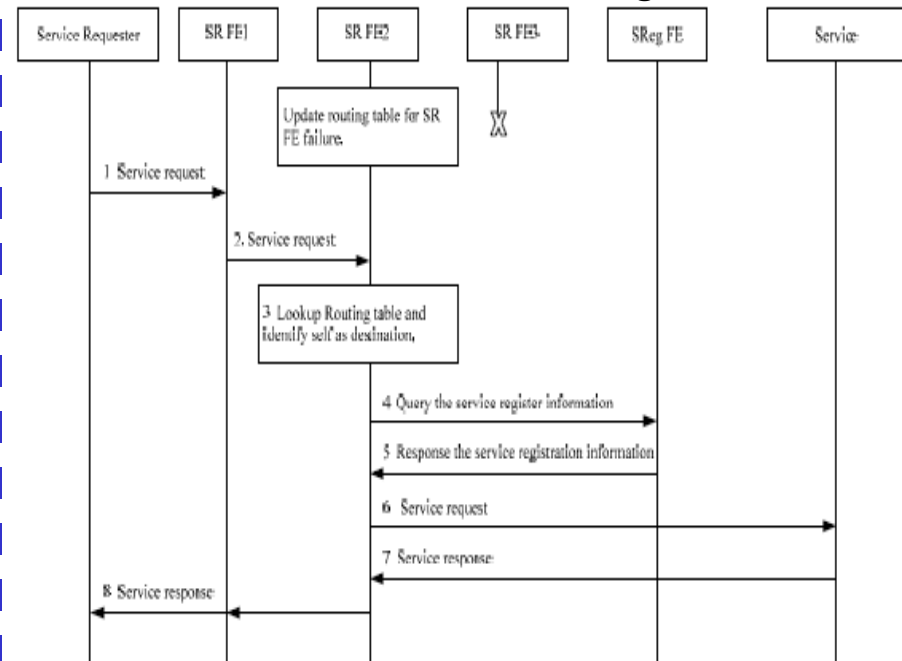 Service Requester
SR FE1
SR FE2
SR FE3
SReg FE
Service
Update routing table for SR
FE failure.
X
1 Service request
2. Service request
3 Lookup Routing table and
identify self as destination.
4 Query the service register information
5 Response the service registration information
6 Service request
7 Service response
8 Service response